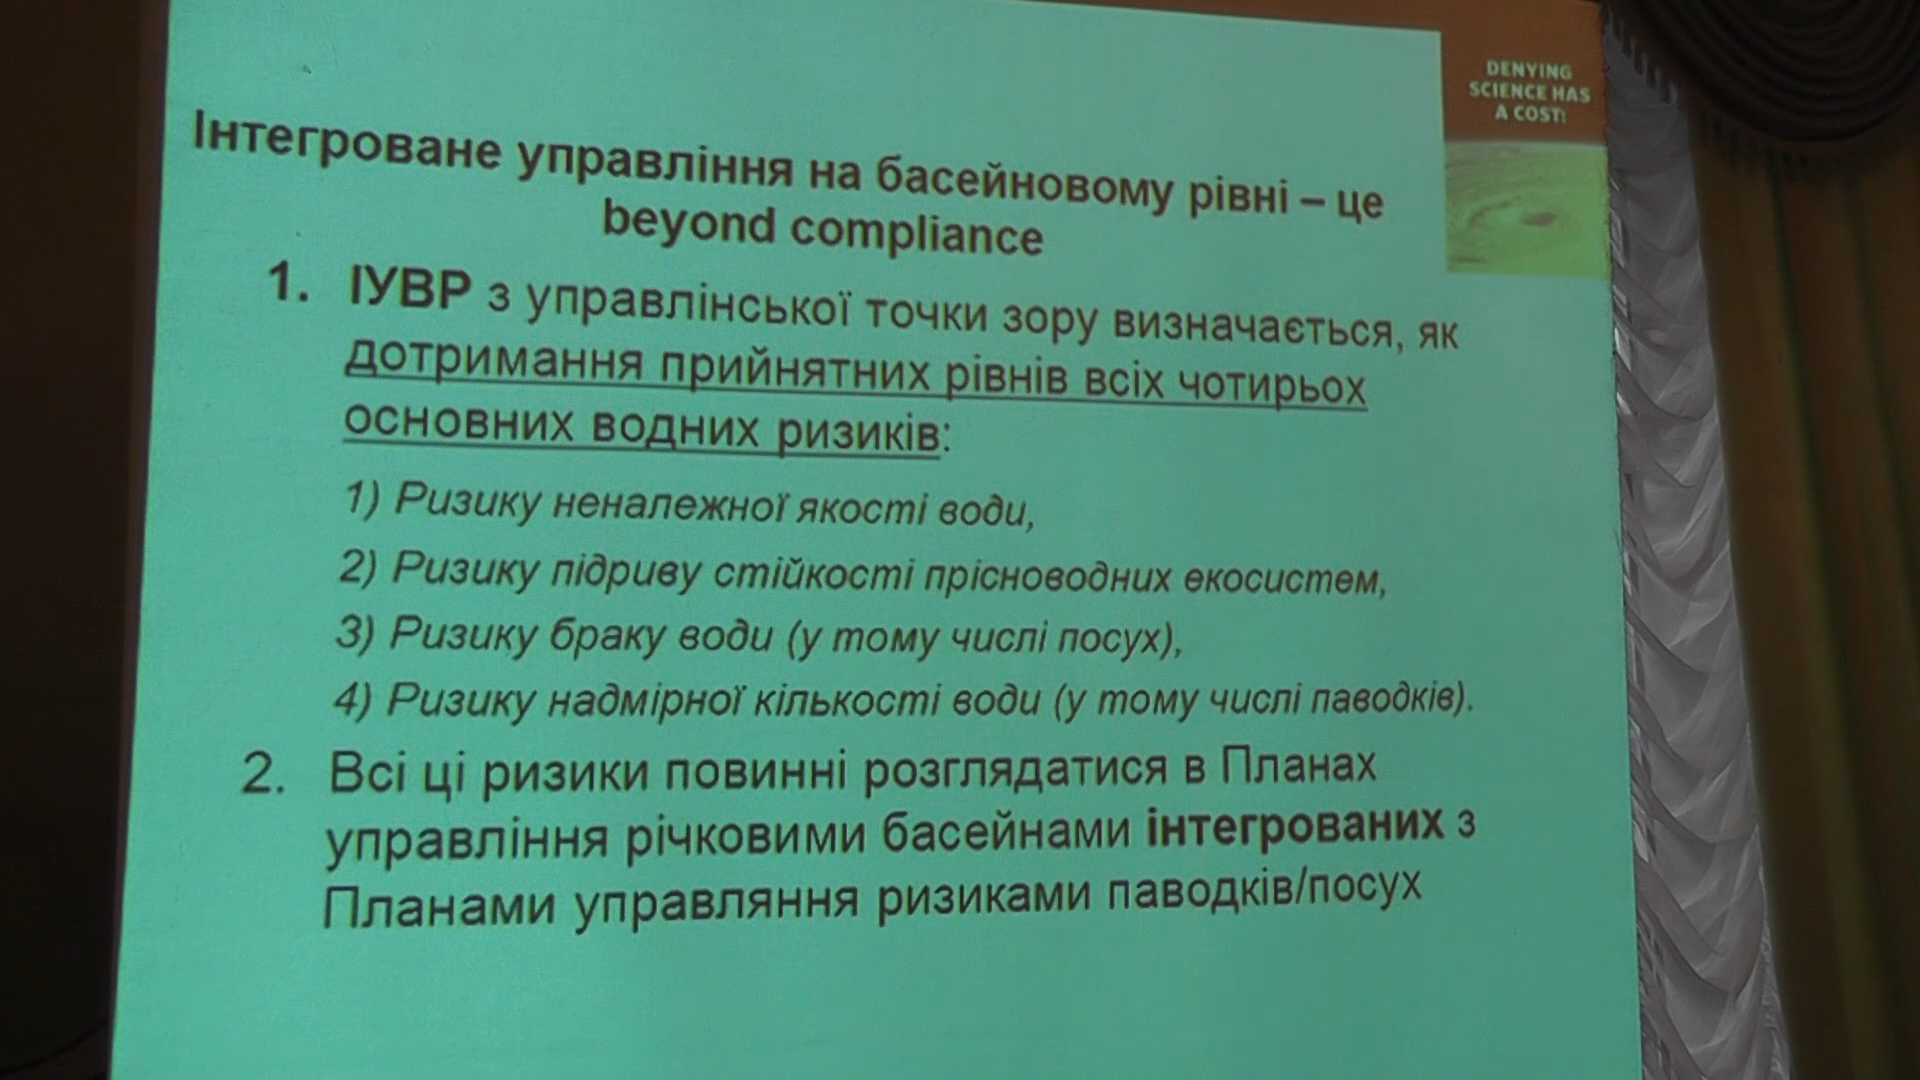 DENYING
SCIENCE HAS
A COST:
Інтегроване управління на басейновому рівні – це
beyond compliance
1. ІУВР з управлінської точки зору визначається, як
дотримання прийнятних рівнів всіх чотирьох
основних водних ризиків:
1) Ризику неналежної якості води,
2) Ризику підриву стійкості прісноводних екосистем,
3) Ризику браку води (у тому числі посух),
4) Ризику надмірної кількості води (у тому числі паводків).
2. Всі ці ризики повинні розглядатися в Планах
управління річковими басейнами інтегрованих з
Планами управляння ризиками паводків/посух